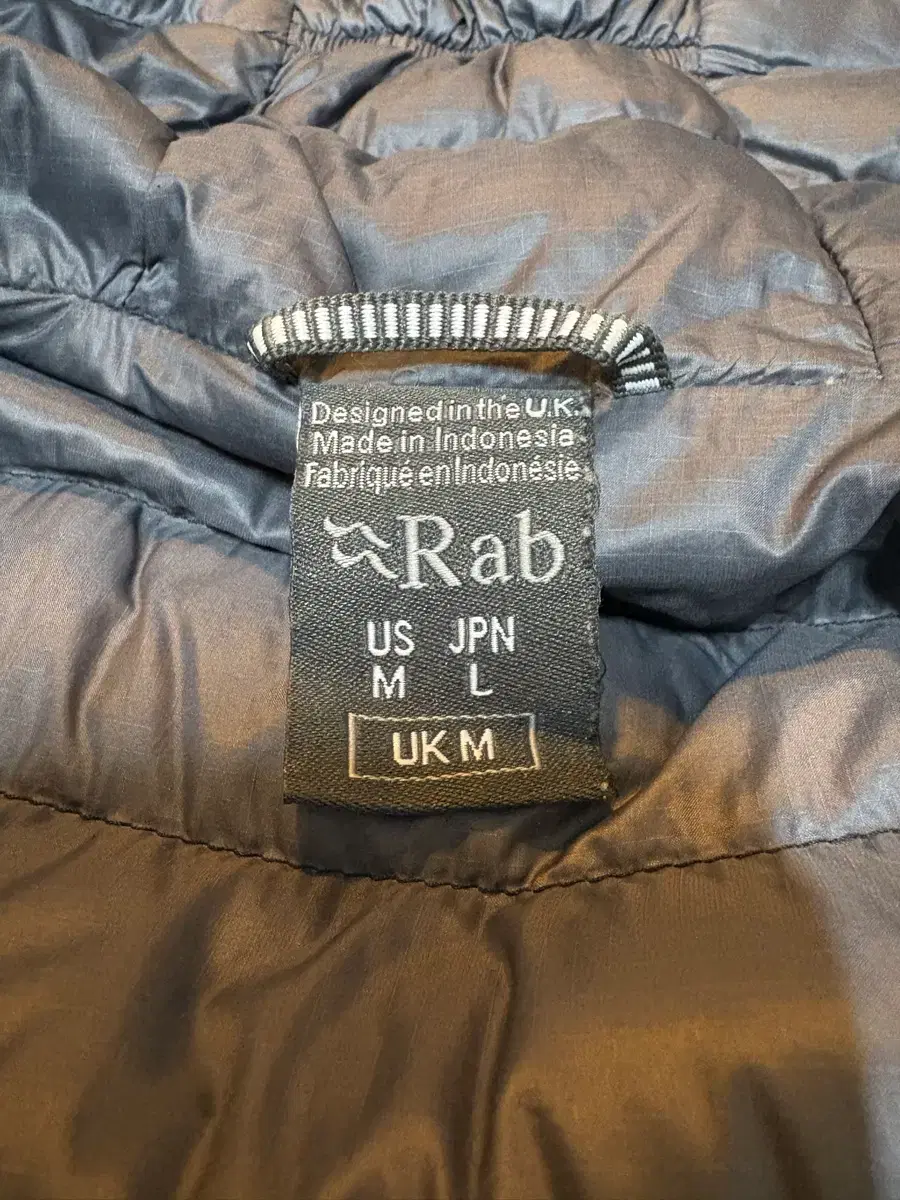 Designed in the U.K.
Made in Indonesia
Fabriqué en Indonésie
Rab
US JPN
M L
UK M